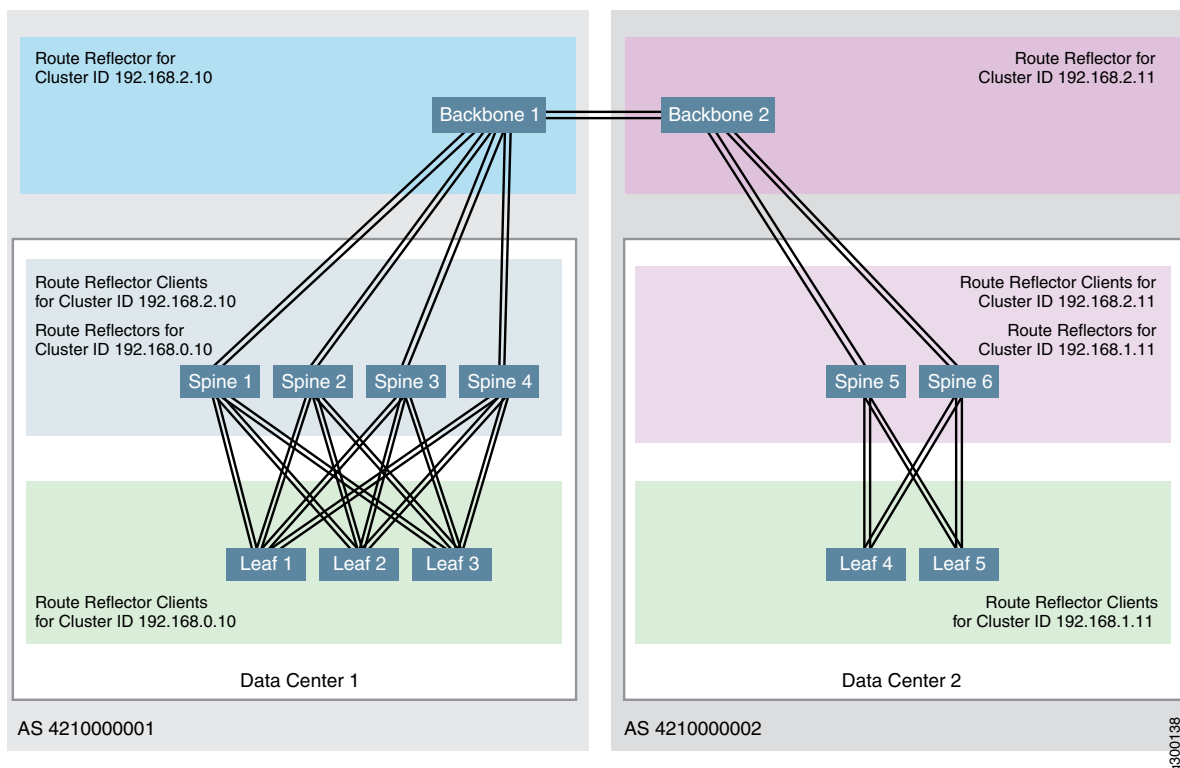 Route Reflector for
Cluster ID 192.168.2.10
Route Reflector for
Cluster ID 192.168.2.11
Backbone 1
Backbone 2
Route Reflector Clients
for Cluster ID 192.168.2.10
Route Reflectors for
Cluster ID 192.168.0.10
Route Reflector Clients for
Cluster ID 192.168.2.11
Route Reflectors for
Cluster ID 192.168.1.11
Spine 1
Spine 2
Spine 3
Spine 4
Spine 5
Spine 6
Leaf 1
Leaf 2
Leaf 3
Leaf 4
Leaf 5
Route Reflector Clients
for Cluster ID 192.168.0.10
Route Reflector Clients
for Cluster ID 192.168.1.11
Data Center 1
Data Center 2
AS 4210000001
AS 4210000002